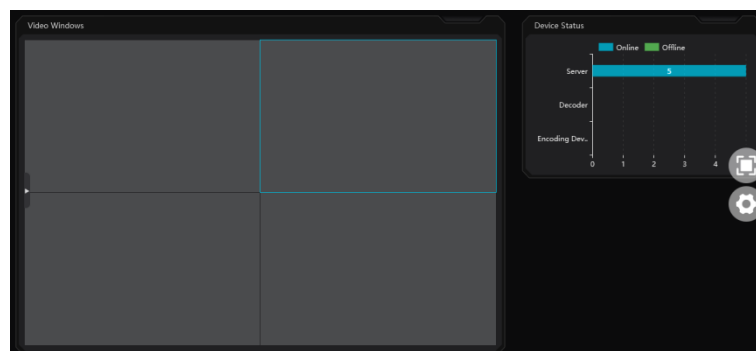 Video Windows
Device Status
Online Offline
Server
5
Decoder
Encoding Dev..
0 1 2 3 4